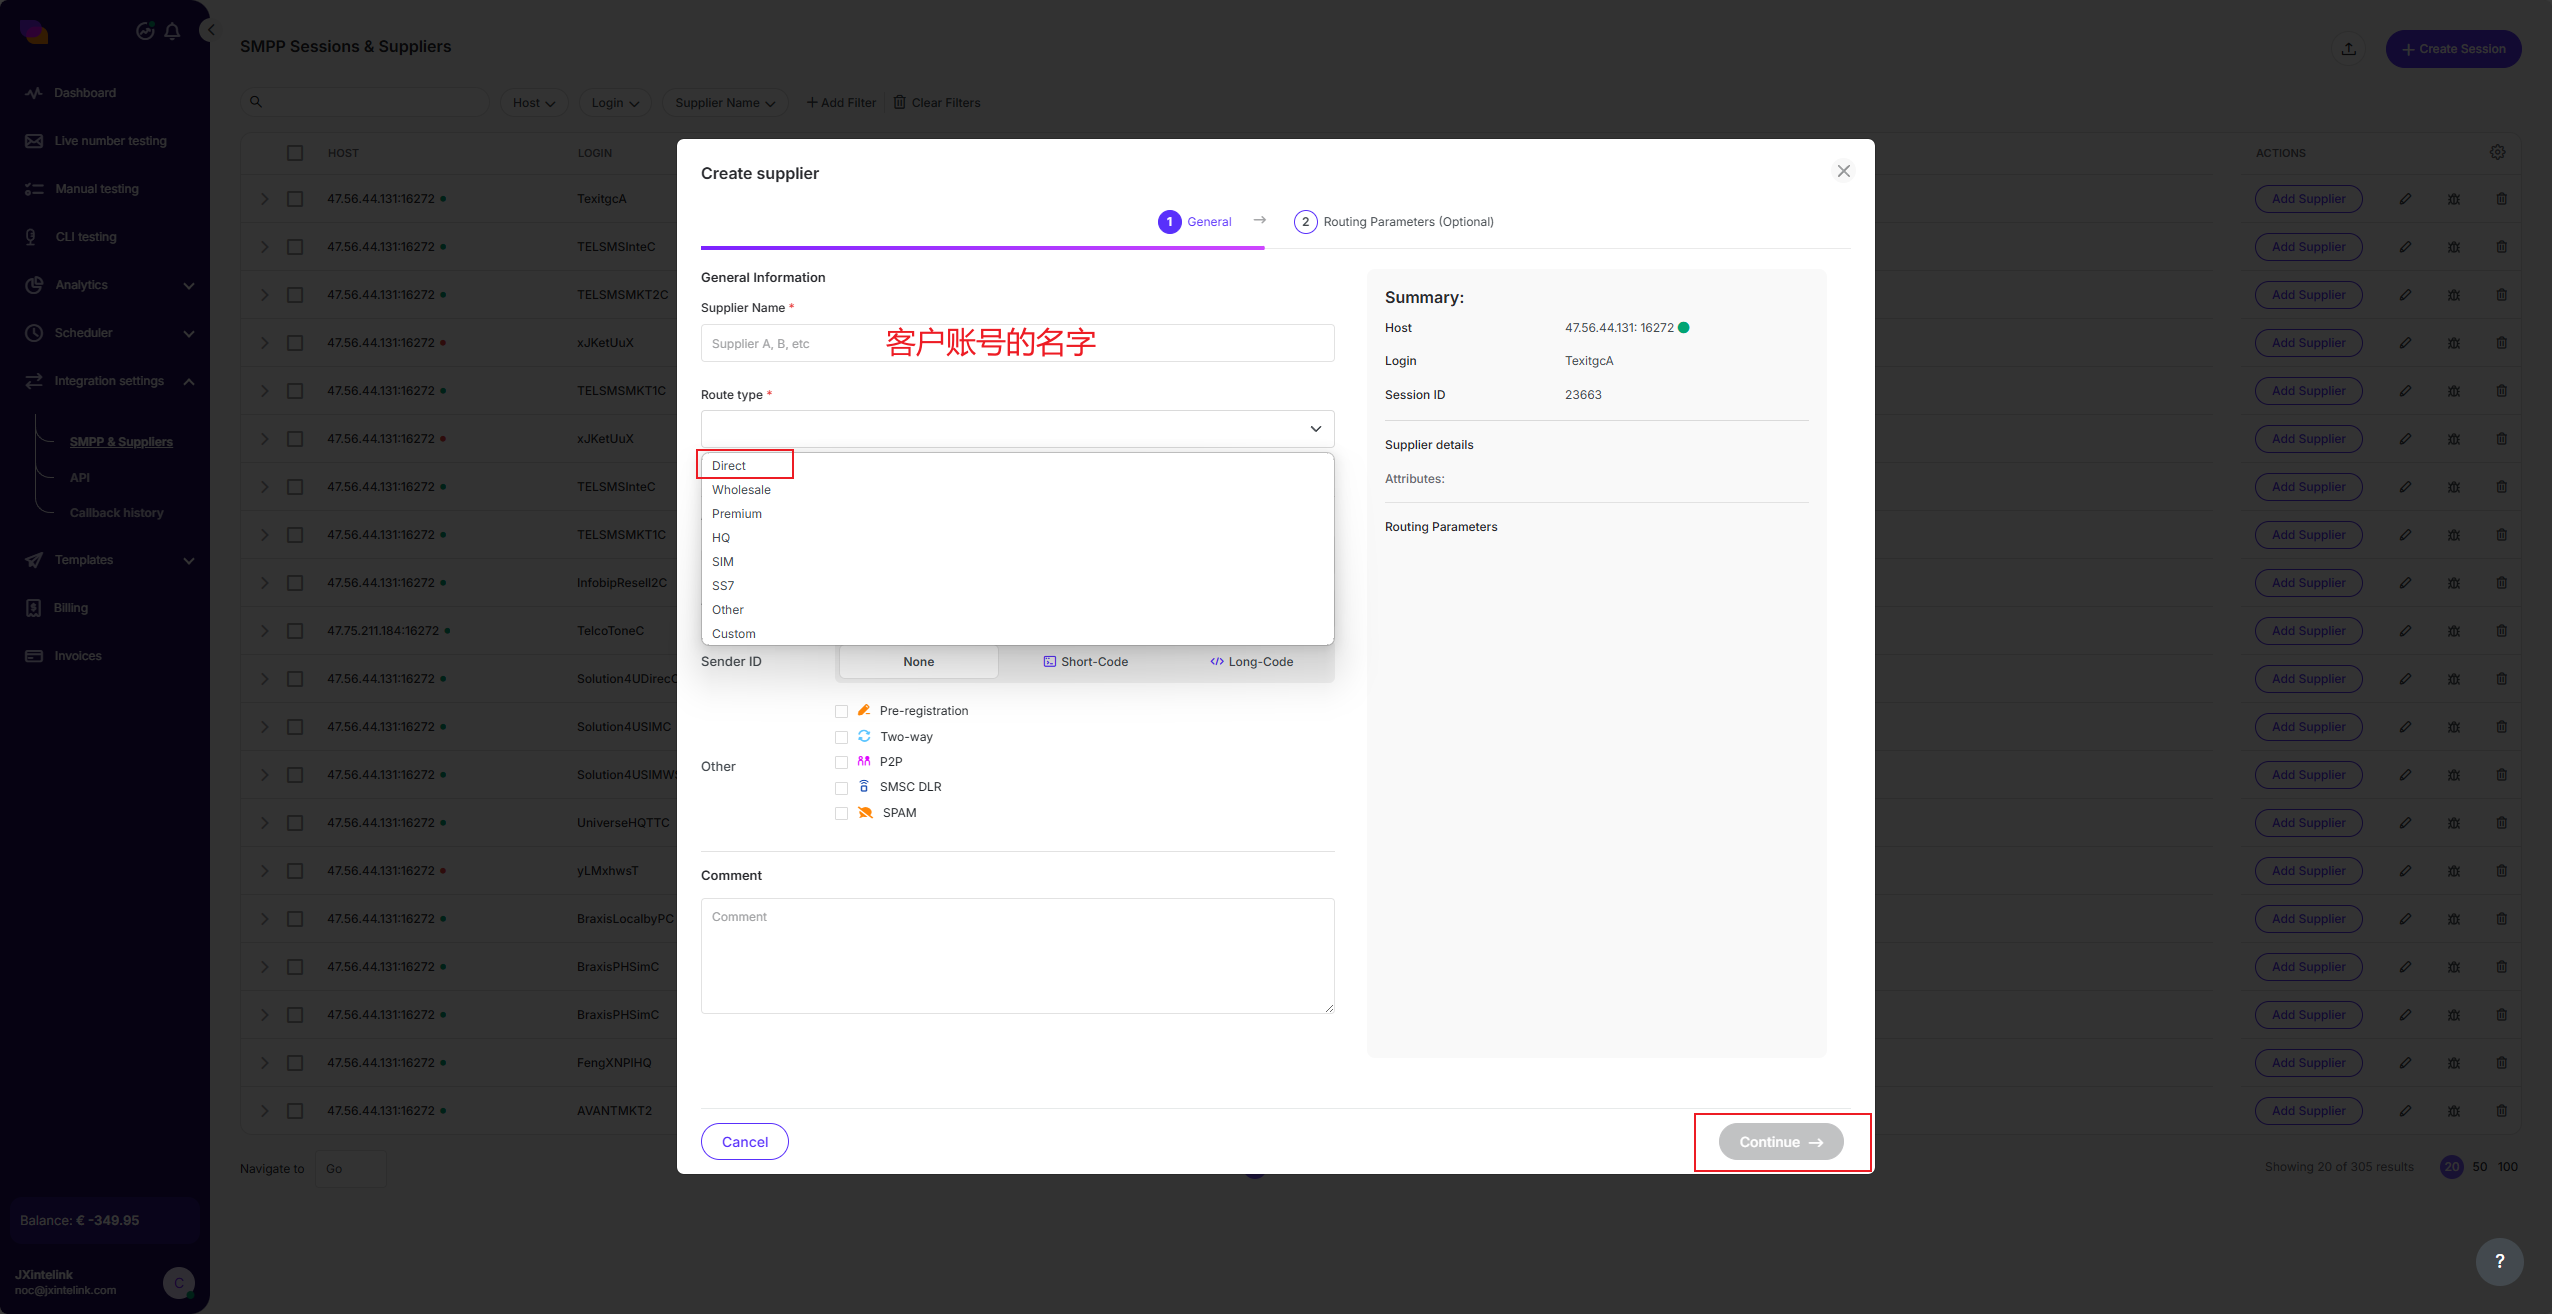 SMPP Sessions & Suppliers
Create Session
Dashboard
Live number testing
Manual testing
CLI testing
Analytics
Scheduler
Integration settings
SMPP & Suppliers
API
Callback history
Templates
Billing
Invoices
Balance: € -349.95
JXintelink
noc@jxintelink.com
C
Host
Login
Supplier Name
Add Filter
Clear Filters
HOST LOGIN ACTIONS
47.56.44.131:16272 TexitgcA Add Supplier
47.56.44.131:16272 TELSMSInteC Add Supplier
47.56.44.131:16272 TELSMSMKT2C Add Supplier
47.56.44.131:16272 xJKetUuX Add Supplier
47.56.44.131:16272 TELSMSMKT1C Add Supplier
47.56.44.131:16272 xJKetUuX Add Supplier
47.56.44.131:16272 TELSMSInteC Add Supplier
47.56.44.131:16272 TELSMSMKT1C Add Supplier
47.56.44.131:16272 InfobipResell2C Add Supplier
47.75.211.184:16272 TelcoToneC Add Supplier
47.56.44.131:16272 Solution4UDirecC Add Supplier
47.56.44.131:16272 Solution4USIMC Add Supplier
47.56.44.131:16272 Solution4USIMWS Add Supplier
47.56.44.131:16272 UniverseHQTTC Add Supplier
47.56.44.131:16272 yLMxhwsT Add Supplier
47.56.44.131:16272 BraxisLocalbyPC Add Supplier
47.56.44.131:16272 BraxisPHSimC Add Supplier
47.56.44.131:16272 BraxisPHSimC Add Supplier
47.56.44.131:16272 FengXNPIHQ Add Supplier
47.56.44.131:16272 AVANTMKT2 Add Supplier
Navigate to Go
Showing 20 of 305 results 20 50 100
?
Create supplier
1 General
2 Routing Parameters (Optional)
General Information
Supplier Name *
Supplier A, B, etc
客户账号的名字
Route type *
Direct
Wholesale
Premium
HQ
SIM
SS7
Other
Custom
Sender ID None Short-Code Long-Code
Other
Pre-registration
Two-way
P2P
SMSC DLR
SPAM
Comment
Comment
Summary:
Host 47.56.44.131: 16272
Login TexitgcA
Session ID 23663
Supplier details
Attributes:
Routing Parameters
Cancel
Continue